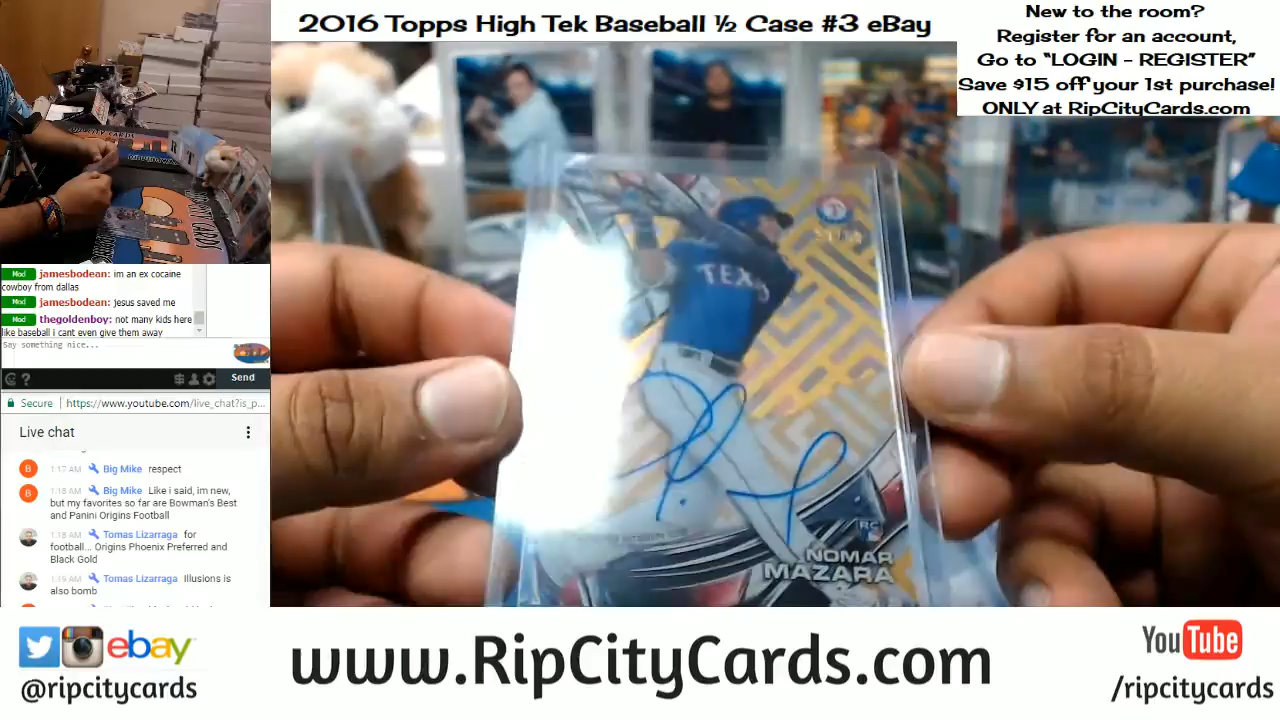 2016 Topps High Tek Baseball ½ Case #3 eBay
New to the room?
Register for an account,
Go to “LOGIN - REGISTER”
Save $15 off your 1st purchase!
ONLY at RipCityCards.com
Mod jamesbodean: im an ex cocaine
cowboy from dallas
Mod jamesbodean: jesus saved me
Mod thegoldenboy: not many kids here
like baseball i cant even give them away
Say something nice...
Send
Secure https://www.youtube.com/live_chat?is_p...
Live chat
B 1:17 AM Big Mike respect
B 1:18 AM Big Mike Like i said, im new,
but my favorites so far are Bowman's Best
and Panini Origins Football
1:18 AM Tomas Lizarraga for
football... Origins Phoenix Preferred and
Black Gold
1:19 AM Tomas Lizarraga Illusions is
also bomb
TEXAS
RC
NOMAR
MAZARA
ebay
@ripcitycards
www.RipCityCards.com
YouTube
/ripcitycards